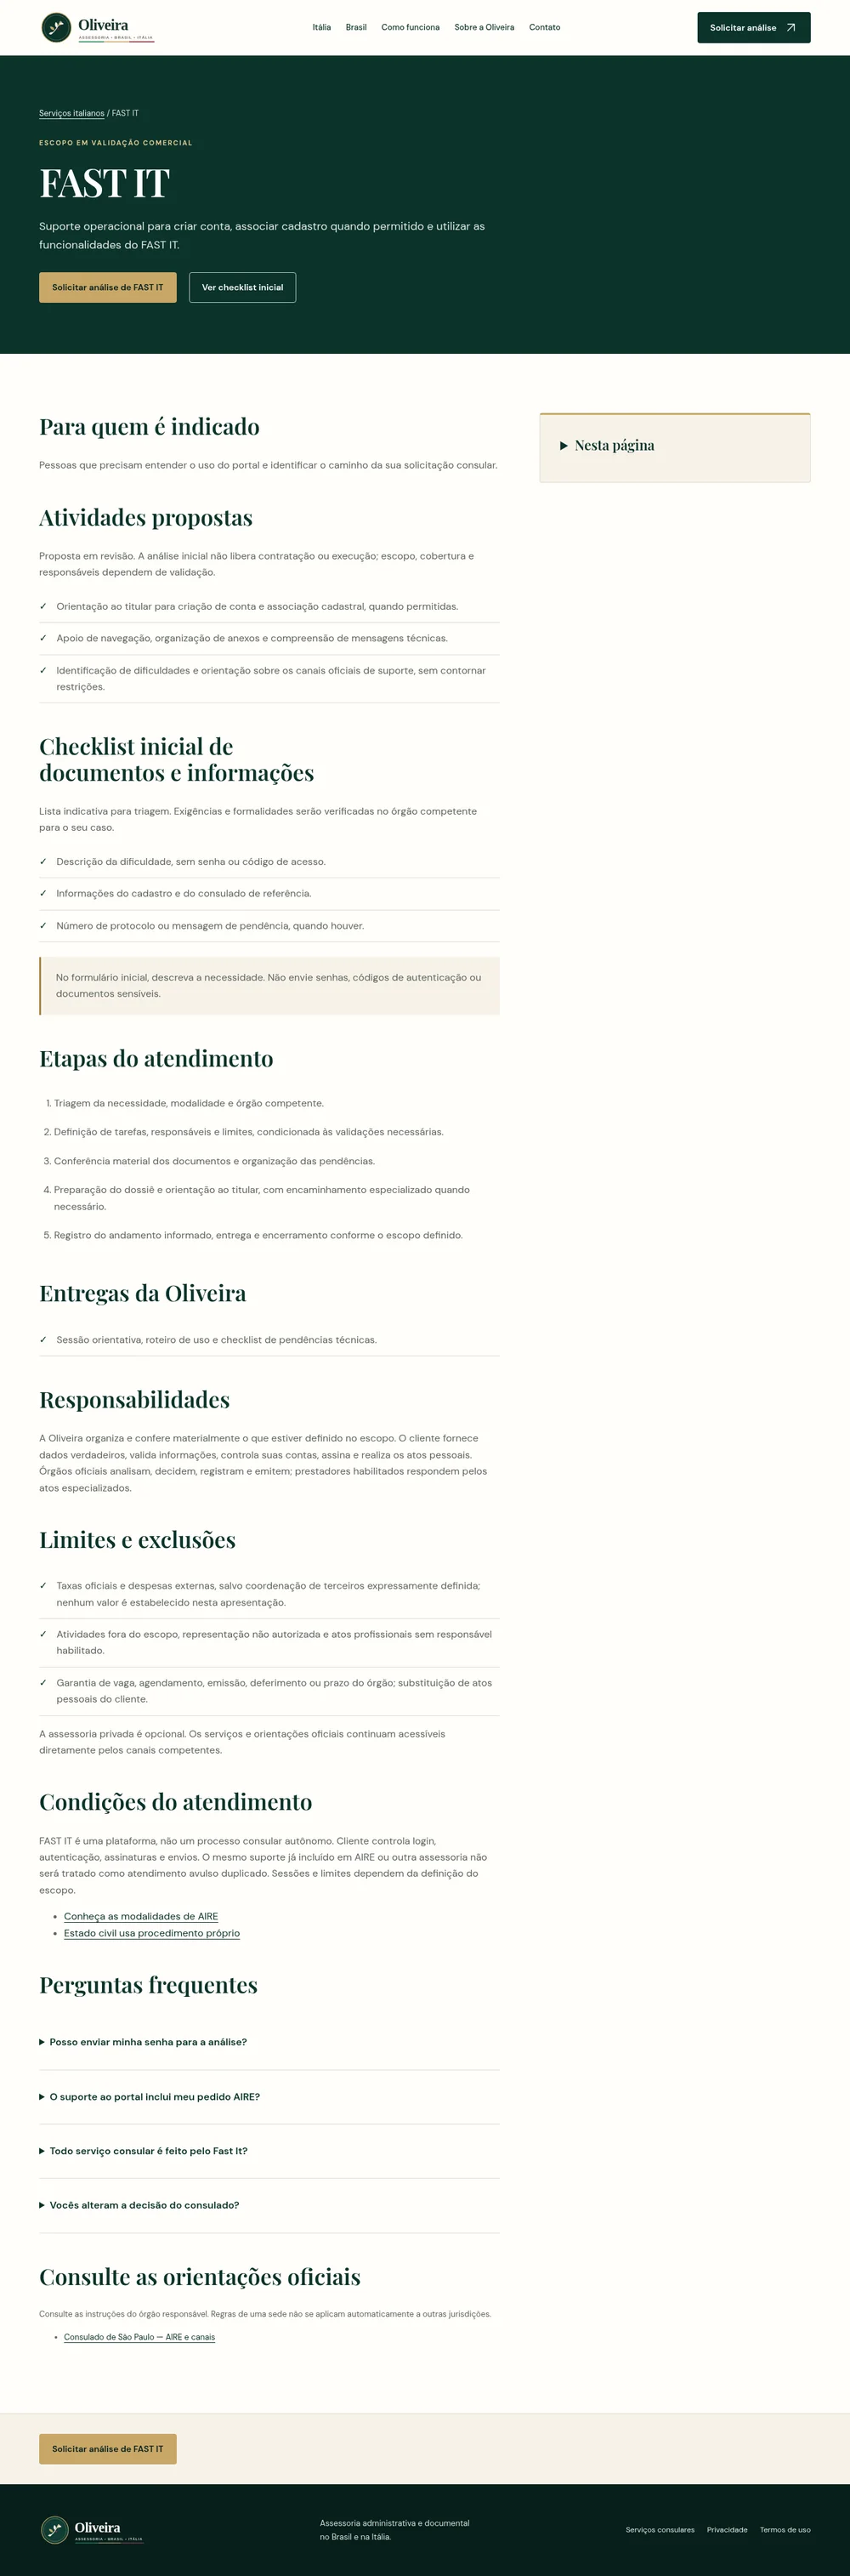 Oliveira
ASSESSORIA • BRASIL • ITÁLIA
Itália
Brasil
Como funciona
Sobre a Oliveira
Contato
Solicitar análise
Serviços italianos / FAST IT
ESCOPO EM VALIDAÇÃO COMERCIAL
FAST IT
Suporte operacional para criar conta, associar cadastro quando permitido e utilizar as
funcionalidades do FAST IT.
Solicitar análise de FAST IT
Ver checklist inicial
Para quem é indicado
Pessoas que precisam entender o uso do portal e identificar o caminho da sua solicitação consular.
Nesta página
Atividades propostas
Proposta em revisão. A análise inicial não libera contratação ou execução; escopo, cobertura e
responsáveis dependem de validação.
✓ Orientação ao titular para criação de conta e associação cadastral, quando permitidas.
✓ Apoio de navegação, organização de anexos e compreensão de mensagens técnicas.
✓ Identificação de dificuldades e orientação sobre os canais oficiais de suporte, sem contornar
restrições.
Checklist inicial de
documentos e informações
Lista indicativa para triagem. Exigências e formalidades serão verificadas no órgão competente
para o seu caso.
✓ Descrição da dificuldade, sem senha ou código de acesso.
✓ Informações do cadastro e do consulado de referência.
✓ Número de protocolo ou mensagem de pendência, quando houver.
No formulário inicial, descreva a necessidade. Não envie senhas, códigos de autenticação ou
documentos sensíveis.
Etapas do atendimento
1. Triagem da necessidade, modalidade e órgão competente.
2. Definição de tarefas, responsáveis e limites, condicionada às validações necessárias.
3. Conferência material dos documentos e organização das pendências.
4. Preparação do dossiê e orientação ao titular, com encaminhamento especializado quando
necessário.
5. Registro do andamento informado, entrega e encerramento conforme o escopo definido.
Entregas da Oliveira
✓ Sessão orientativa, roteiro de uso e checklist de pendências técnicas.
Responsabilidades
A Oliveira organiza e confere materialmente o que estiver definido no escopo. O cliente fornece
dados verdadeiros, valida informações, controla suas contas, assina e realiza os atos pessoais.
Órgãos oficiais analisam, decidem, registram e emitem; prestadores habilitados respondem pelos
atos especializados.
Limites e exclusões
✓ Taxas oficiais e despesas externas, salvo coordenação de terceiros expressamente definida;
nenhum valor é estabelecido nesta apresentação.
✓ Atividades fora do escopo, representação não autorizada e atos profissionais sem responsável
habilitado.
✓ Garantia de vaga, agendamento, emissão, deferimento ou prazo do órgão; substituição de atos
pessoais do cliente.
A assessoria privada é opcional. Os serviços e orientações oficiais continuam acessíveis
diretamente pelos canais competentes.
Condições do atendimento
FAST IT é uma plataforma, não um processo consular autônomo. Cliente controla login,
autenticação, assinaturas e envios. O mesmo suporte já incluído em AIRE ou outra assessoria não
será tratado como atendimento avulso duplicado. Sessões e limites dependem da definição do
escopo.
• Conheça as modalidades de AIRE
• Estado civil usa procedimento próprio
Perguntas frequentes
Posso enviar minha senha para a análise?
O suporte ao portal inclui meu pedido AIRE?
Todo serviço consular é feito pelo Fast It?
Vocês alteram a decisão do consulado?
Consulte as orientações oficiais
Consulte as instruções do órgão responsável. Regras de uma sede não se aplicam automaticamente a outras jurisdições.
• Consulado de São Paulo — AIRE e canais
Solicitar análise de FAST IT
Oliveira
ASSESSORIA • BRASIL • ITÁLIA
Assessoria administrativa e documental
no Brasil e na Itália.
Serviços consulares
Privacidade
Termos de uso